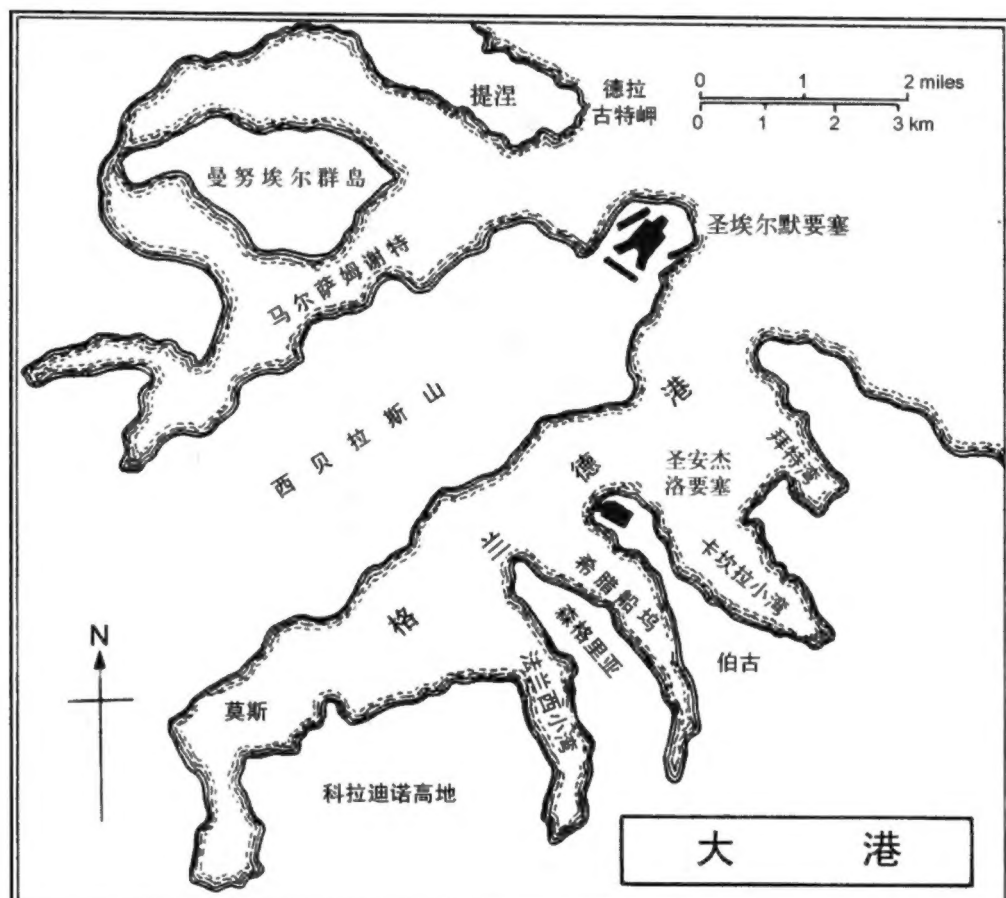 提涅
德拉
古特岬
0 1 2 miles
0 1 2 3 km
曼努埃尔群岛
圣埃尔默要塞
马尔萨姆谢特
西贝拉斯山
格兰德港
圣安杰
洛要塞
拜特湾
卡坎拉小湾
希腊船坞
森格里亚
伯古
法兰西小湾
N
莫斯
科拉迪诺高地
大 港